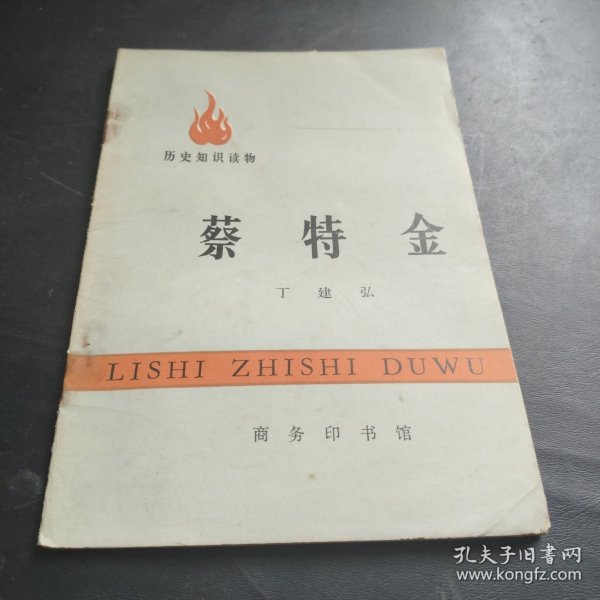 历史知识读物
蔡特金
丁建弘
LISHI ZHISHI DUWU
商务印书馆
孔夫子旧书网
www.kongfz.com